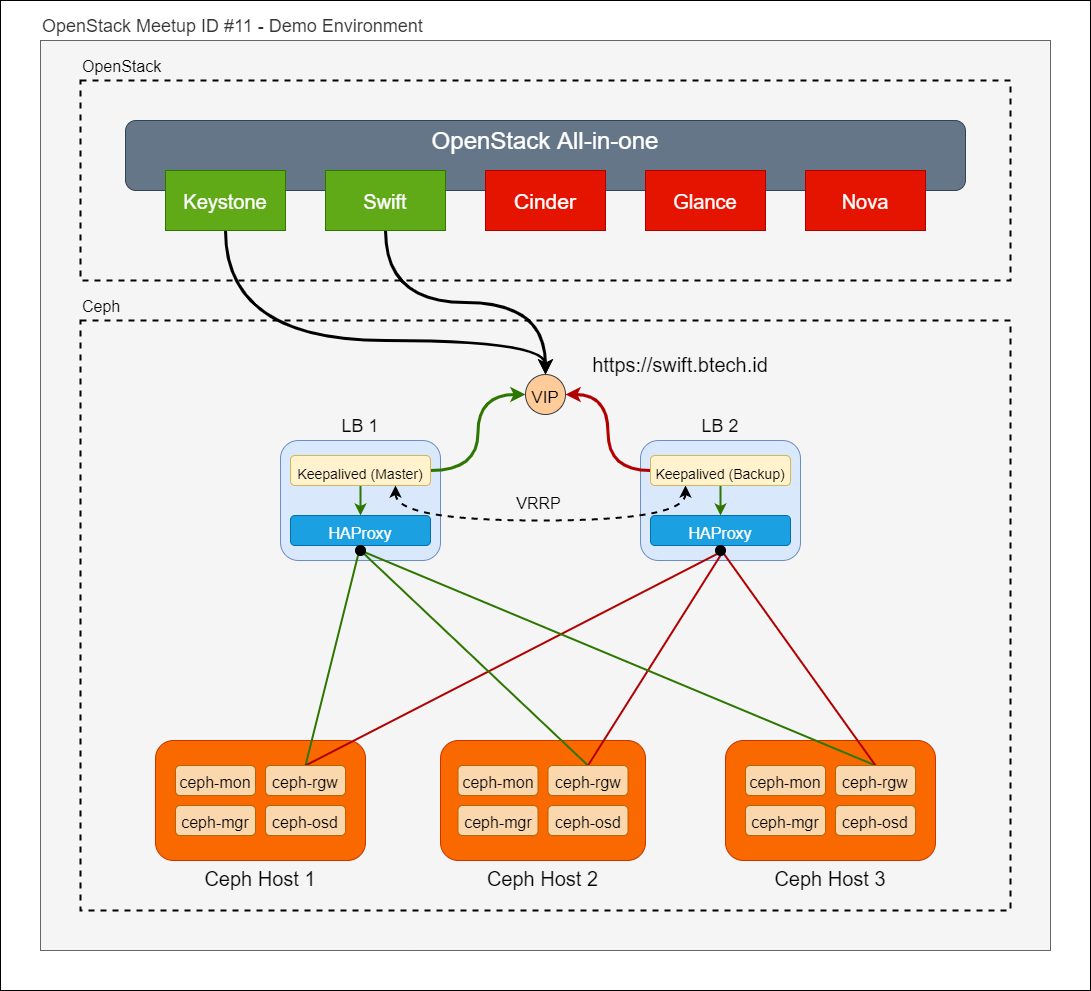 OpenStack Meetup ID #11 - Demo Environment
OpenStack
OpenStack All-in-one
Keystone
Swift
Cinder
Glance
Nova
Ceph
https://swift.btech.id
VIP
LB 1
LB 2
Keepalived (Master)
Keepalived (Backup)
VRRP
HAProxy
HAProxy
ceph-mon
ceph-rgw
ceph-mgr
ceph-osd
Ceph Host 1
ceph-mon
ceph-rgw
ceph-mgr
ceph-osd
Ceph Host 2
ceph-mon
ceph-rgw
ceph-mgr
ceph-osd
Ceph Host 3